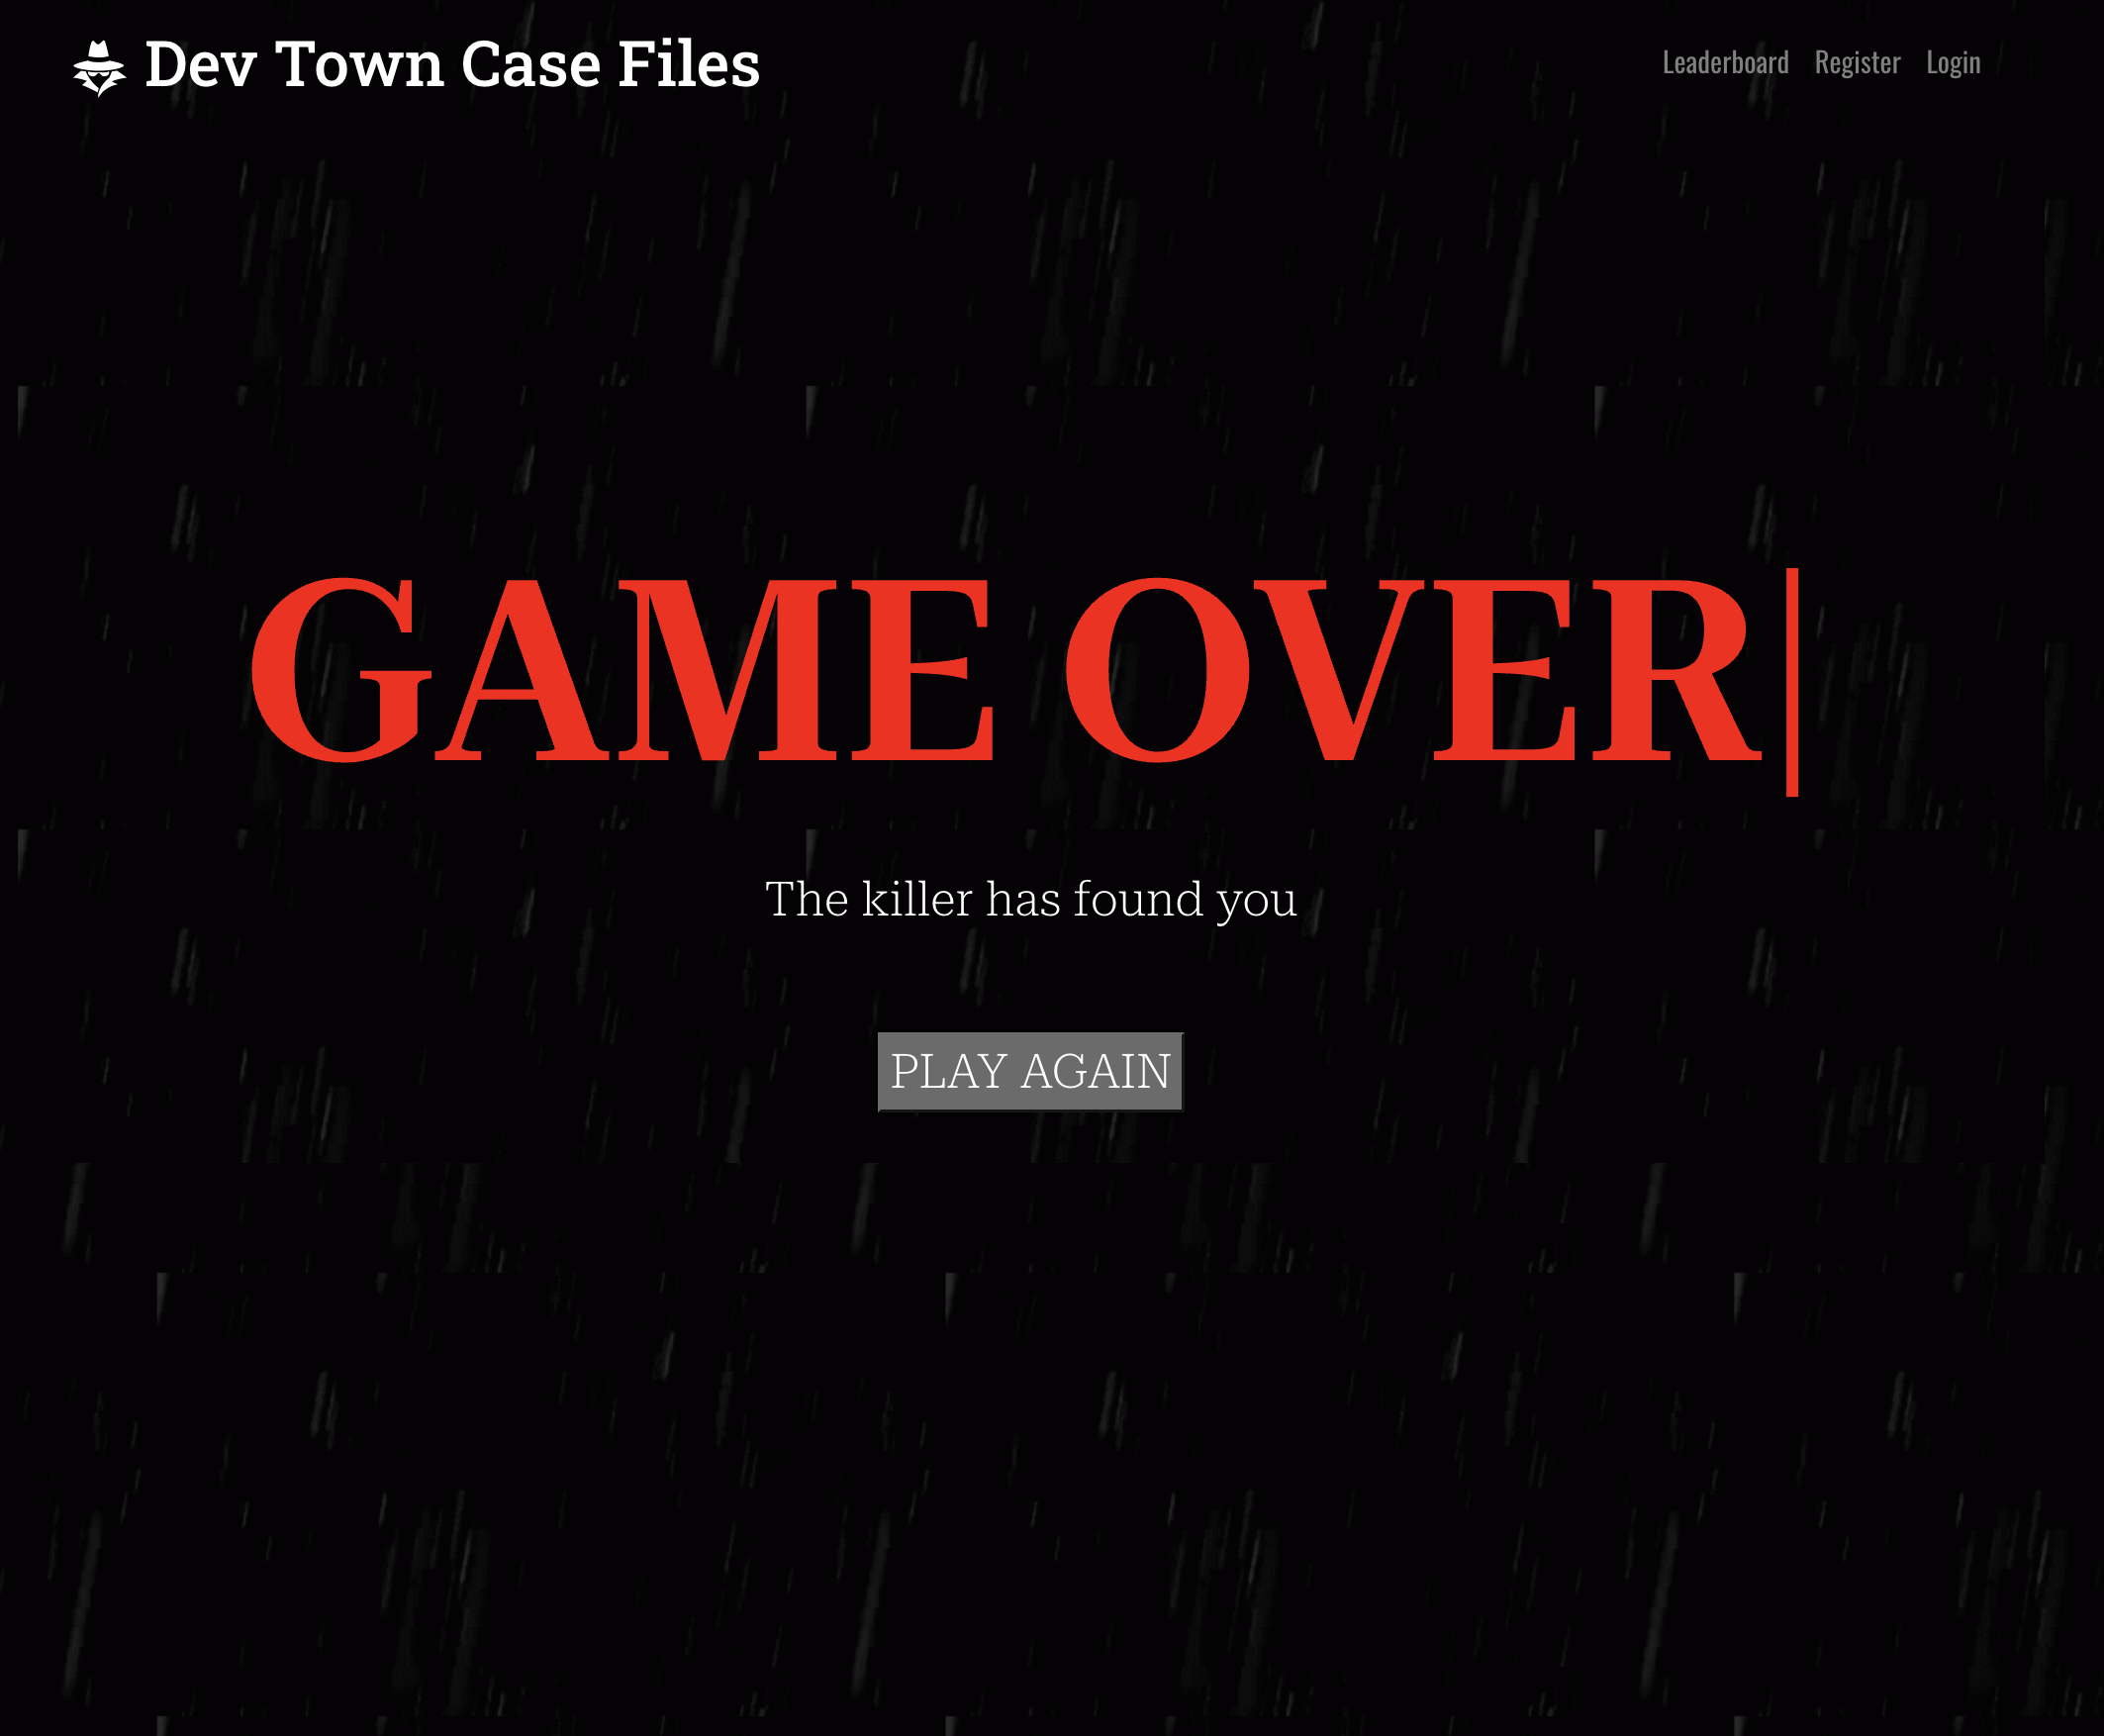 Dev Town Case Files
Leaderboard Register Login
GAME OVER|
The killer has found you
PLAY AGAIN